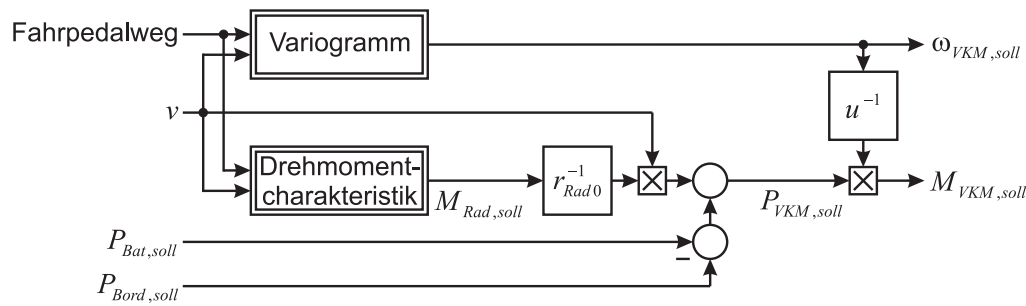 Fahrpedalweg
Variogramm
ω_VKM,soll
v
u⁻¹
Drehmoment-
charakteristik
M_Rad,soll
r_Rad0⁻¹
P_VKM,soll
M_VKM,soll
P_Bat,soll
P_Bord,soll